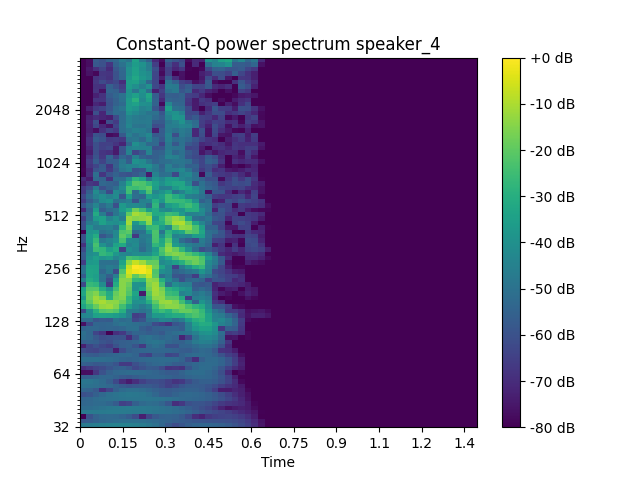 Constant-Q power spectrum speaker_4
+0 dB
-10 dB
-20 dB
-30 dB
-40 dB
-50 dB
-60 dB
-70 dB
-80 dB
Hz
2048
1024
512
256
128
64
32
0 0.15 0.3 0.45 0.6 0.75 0.9 1.1 1.2 1.4
Time